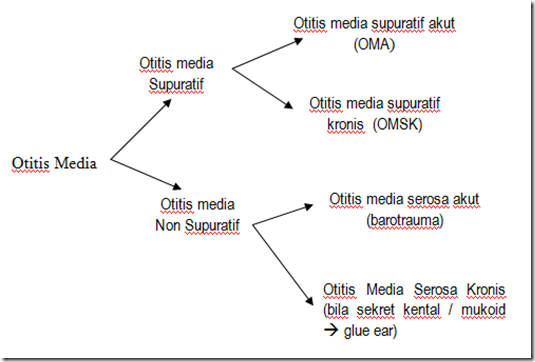 Otitis media supuratif akut
(OMA)
Otitis media
Supuratif
Otitis media supuratif
kronis (OMSK)
Otitis Media
Otitis media
Non Supuratif
Otitis media serosa akut
(barotrauma)
Otitis Media Serosa Kronis
(bila sekret kental / mukoid
→ glue ear)